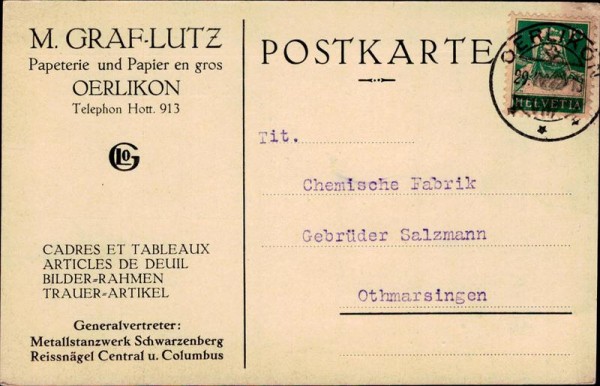 M. GRAF-LUTZ
Papeterie und Papier en gros
OERLIKON
Telephon Hott. 913
CADRES ET TABLEAUX
ARTICLES DE DEUIL
BILDER-RAHMEN
TRAUER-ARTIKEL
Generalvertreter:
Metallstanzwerk Schwarzenberg
Reissnägel Central u. Columbus
POSTKARTE
OERLIKON
HELVETIA
Tit.
Chemische Fabrik
Gebrüder Salzmann
Othmarsingen